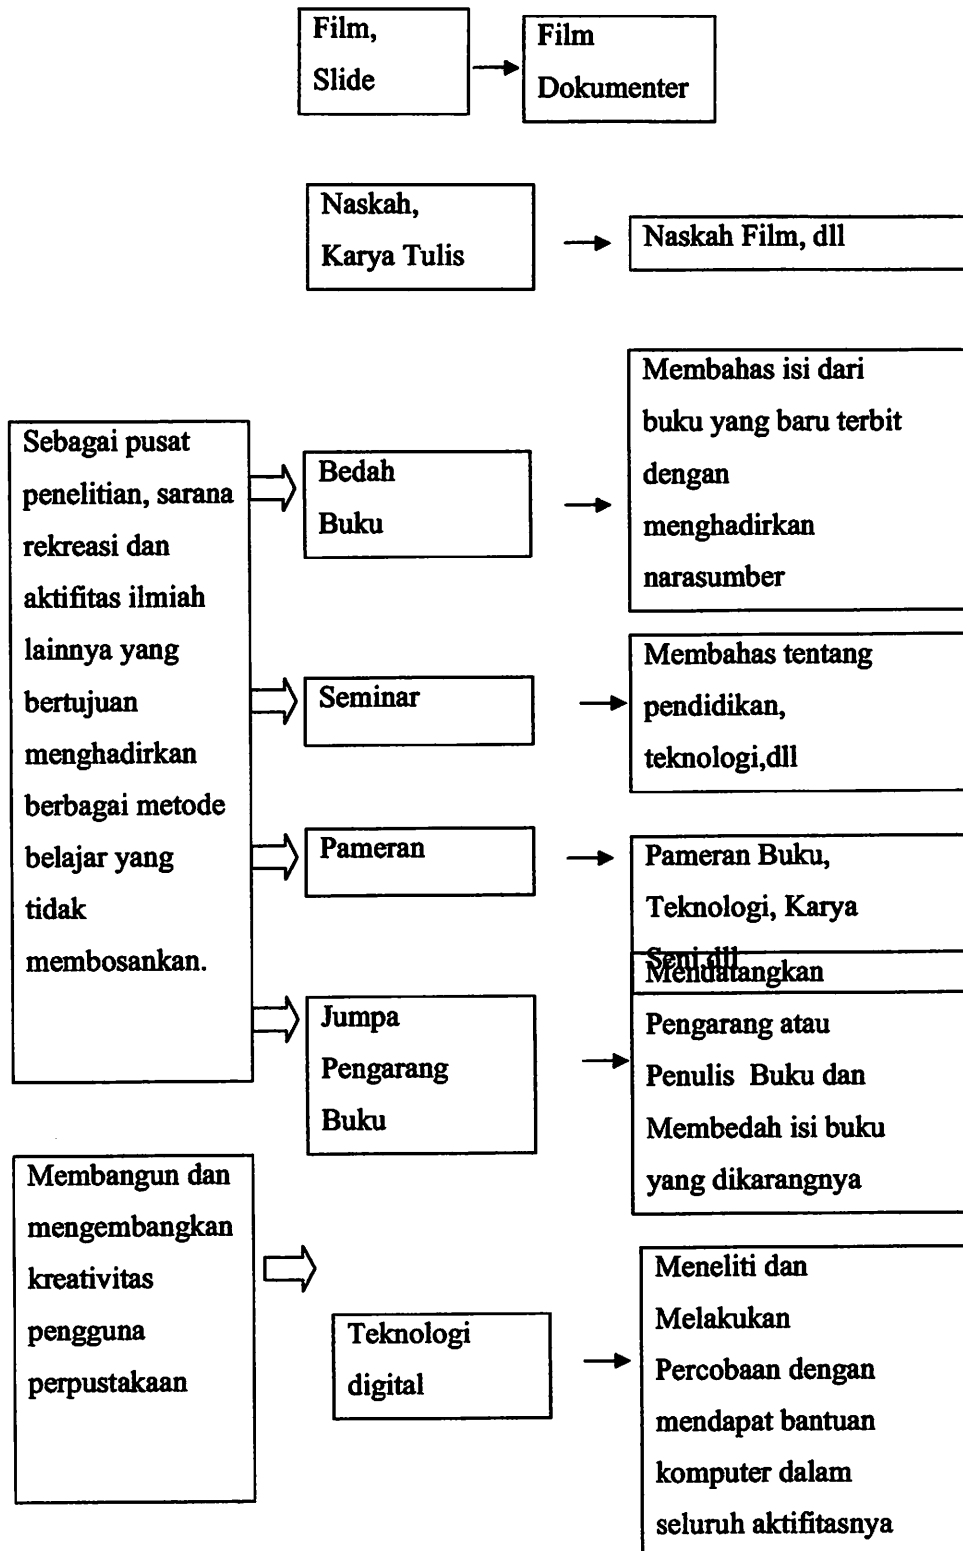 Film,
Slide
Film
Dokumenter
Naskah,
Karya Tulis
Naskah Film, dll
Sebagai pusat
penelitian, sarana
rekreasi dan
aktifitas ilmiah
lainnya yang
bertujuan
menghadirkan
berbagai metode
belajar yang
tidak
membosankan.
Bedah
Buku
Membahas isi dari
buku yang baru terbit
dengan
menghadirkan
narasumber
Seminar
Membahas tentang
pendidikan,
teknologi,dll
Pameran
Pameran Buku,
Teknologi, Karya
Seni,dll
Jumpa
Pengarang
Buku
Mendatangkan
Pengarang atau
Penulis Buku dan
Membedah isi buku
yang dikarangnya
Membangun dan
mengembangkan
kreativitas
pengguna
perpustakaan
Teknologi
digital
Meneliti dan
Melakukan
Percobaan dengan
mendapat bantuan
komputer dalam
seluruh aktifitasnya